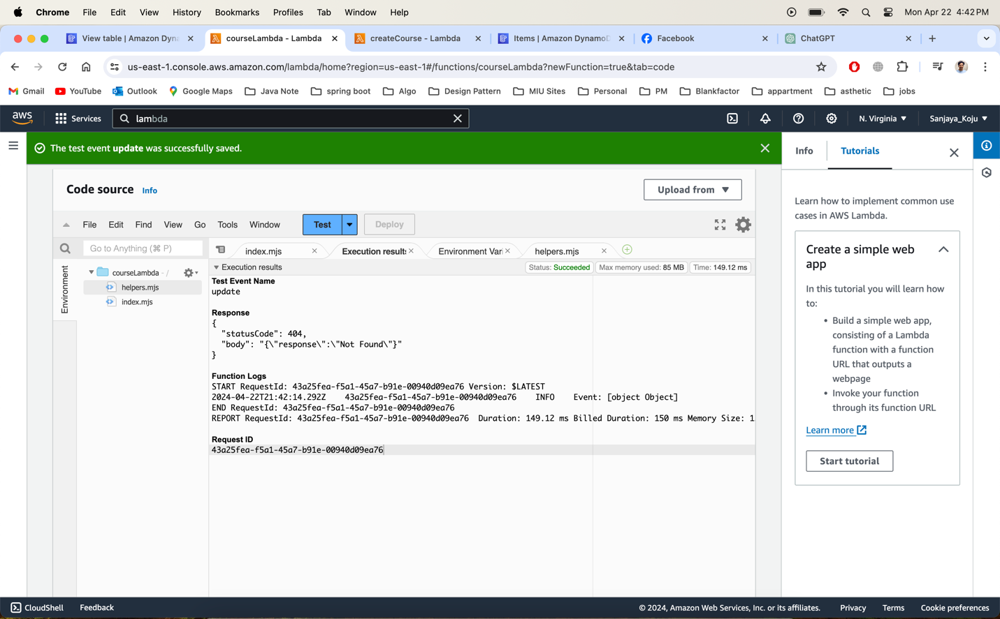 Chrome File Edit View History Bookmarks Profiles Tab Window Help Mon Apr 22 4:42 PM
View table | Amazon Dyna courseLambda - Lambda createCourse - Lambda Items | Amazon DynamoD Facebook ChatGPT
us-east-1.console.aws.amazon.com/lambda/home?region=us-east-1#/functions/courseLambda?newFunction=true&tab=code
Gmail YouTube Outlook Google Maps Java Note spring boot Algo Design Pattern MIU Sites Personal PM Blankfactor appartment asthetic jobs
aws Services lambda N. Virginia Sanjaya_Koju
The test event update was successfully saved.
Info Tutorials
Code source Info
Upload from
File Edit Find View Go Tools Window Test Deploy
Go to Anything (⌘ P)
index.mjs Execution results Environment Vari helpers.mjs
Execution results
Status: Succeeded Max memory used: 85 MB Time: 149.12 ms
Environment
courseLambda - /
helpers.mjs
index.mjs
Test Event Name
update
Response
{
"statusCode": 404,
"body": "{\"response\":\"Not Found\"}"
}
Function Logs
START RequestId: 43a25fea-f5a1-45a7-b91e-00940d09ea76 Version: $LATEST
2024-04-22T21:42:14.292Z 43a25fea-f5a1-45a7-b91e-00940d09ea76 INFO Event: [object Object]
END RequestId: 43a25fea-f5a1-45a7-b91e-00940d09ea76
REPORT RequestId: 43a25fea-f5a1-45a7-b91e-00940d09ea76 Duration: 149.12 ms Billed Duration: 150 ms Memory Size: 1
Request ID
43a25fea-f5a1-45a7-b91e-00940d09ea76
Learn how to implement common use
cases in AWS Lambda.
Create a simple web
app
In this tutorial you will learn how
to:
• Build a simple web app,
consisting of a Lambda
function with a function
URL that outputs a
webpage
• Invoke your function
through its function URL
Learn more
Start tutorial
CloudShell Feedback © 2024, Amazon Web Services, Inc. or its affiliates. Privacy Terms Cookie preferences